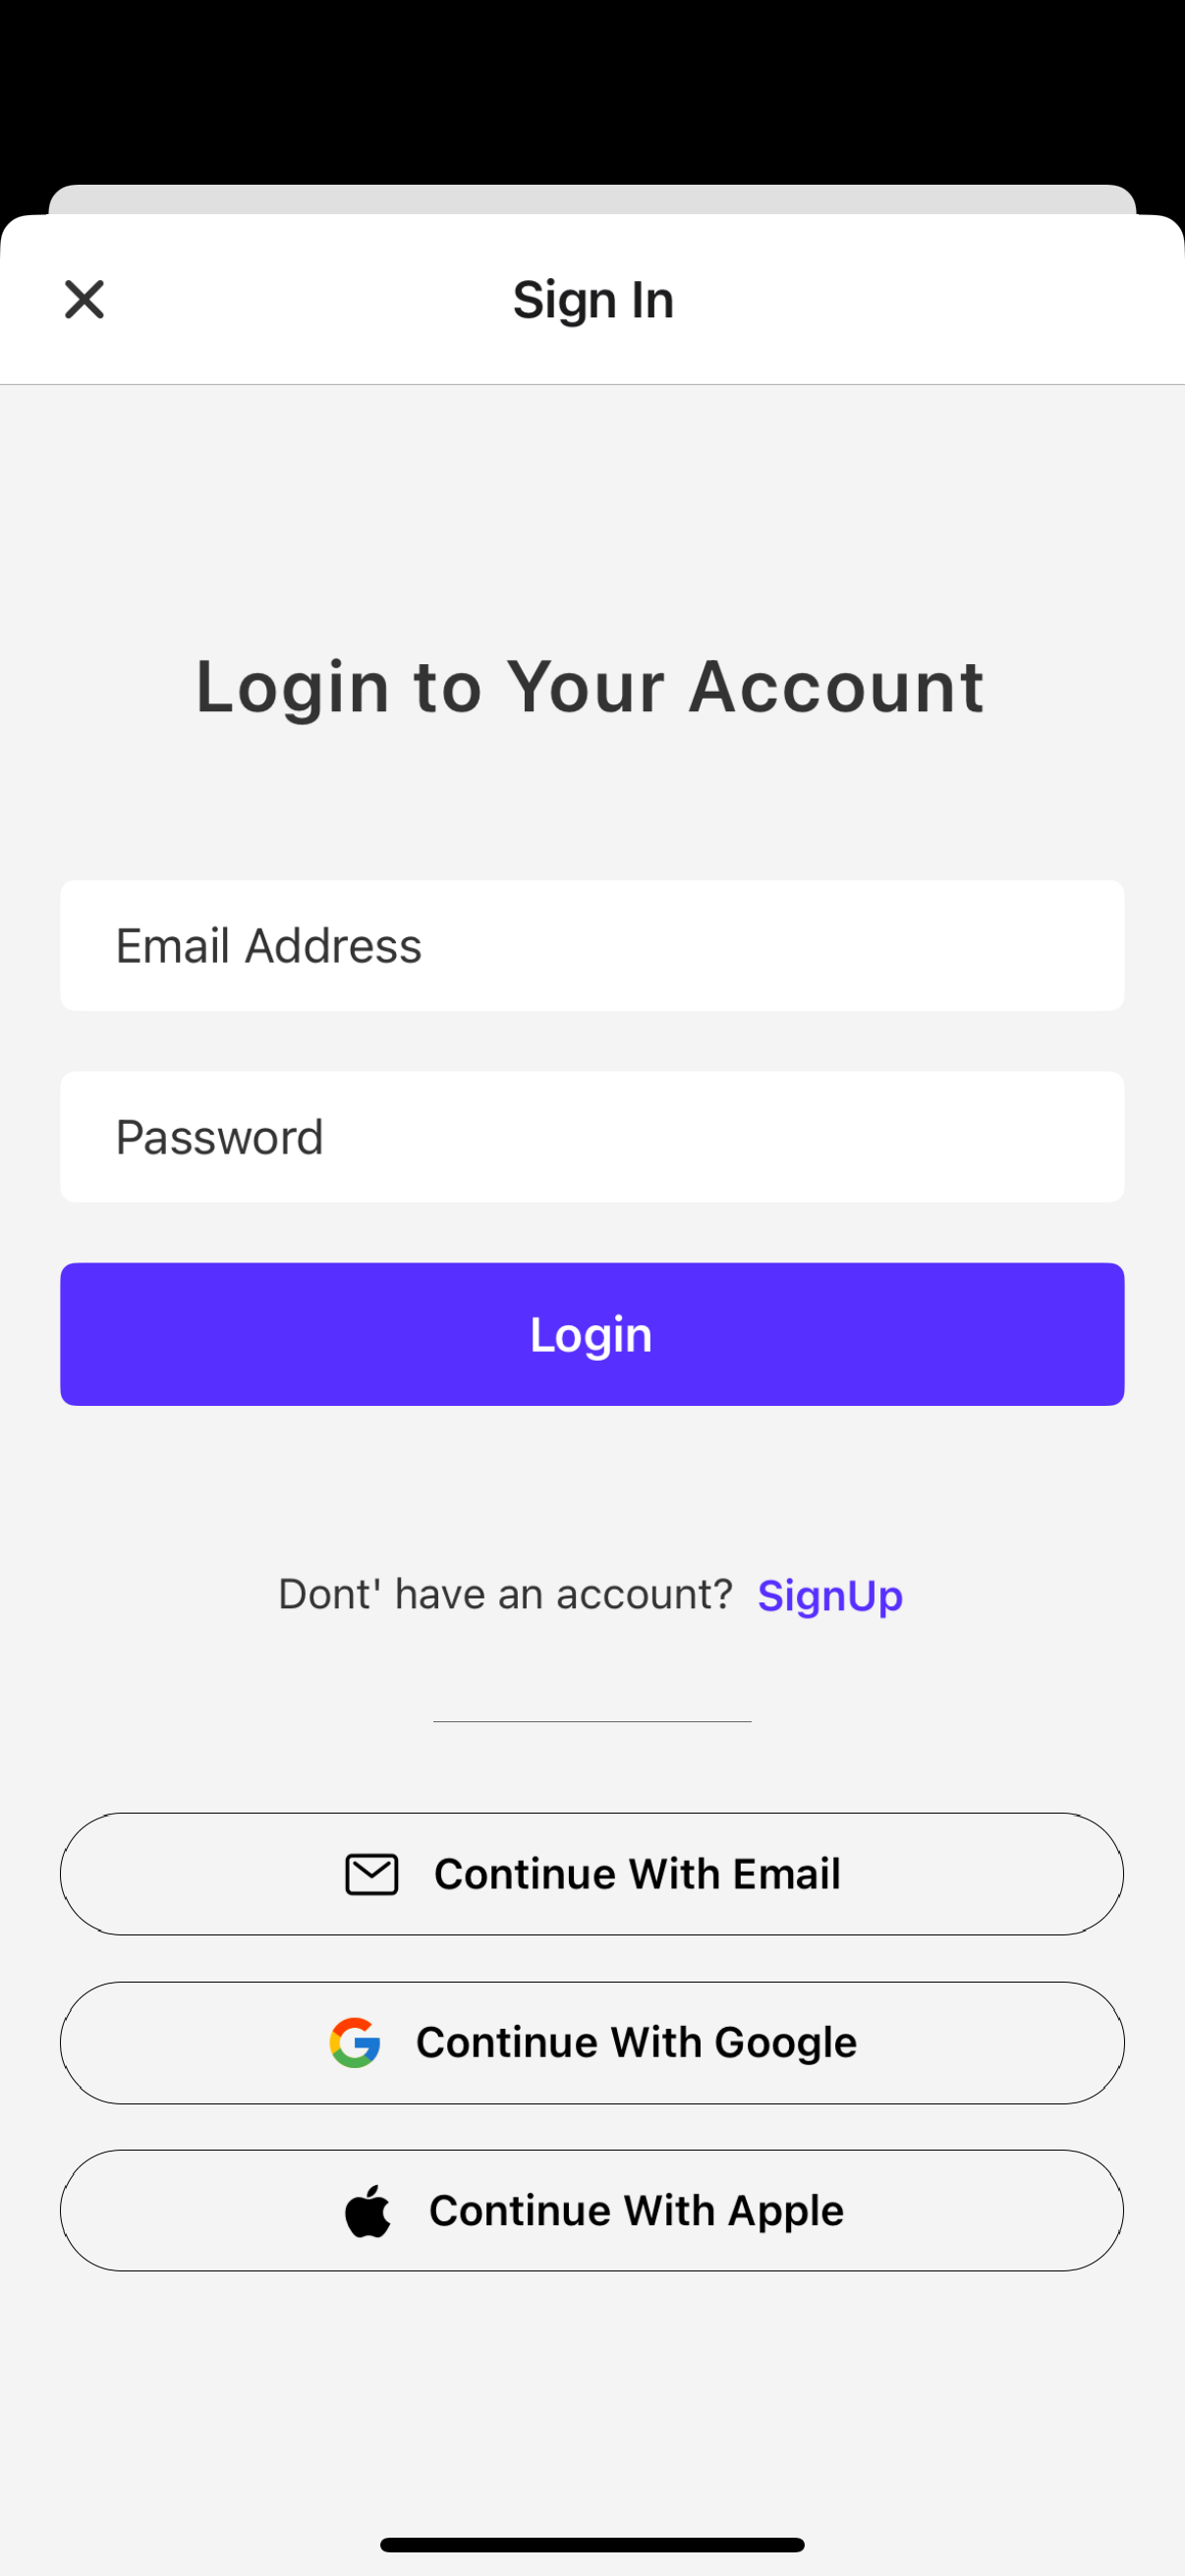 Sign In
Login to Your Account
Email Address
Password
Login
Dont' have an account? SignUp
Continue With Email
Continue With Google
Continue With Apple